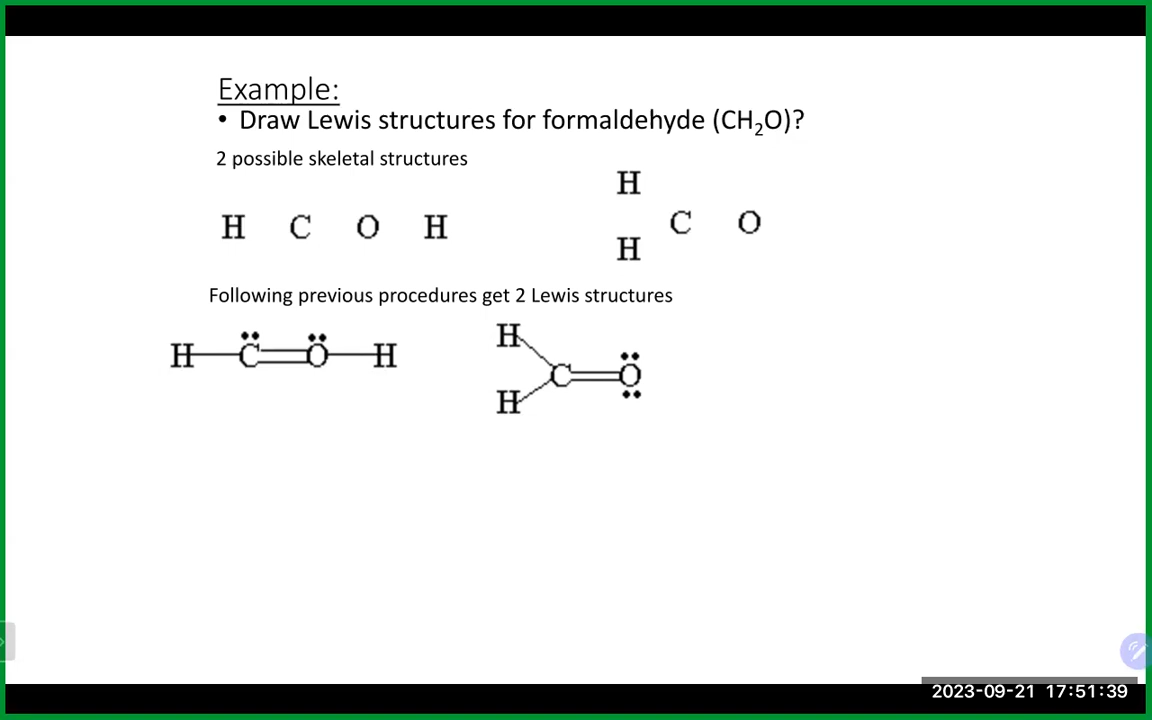 Example:
• Draw Lewis structures for formaldehyde (CH₂O)?
2 possible skeletal structures
H
H C O H
C O
H
Following previous procedures get 2 Lewis structures
H
H C O H
C O
H
2023-09-21 17:51:39